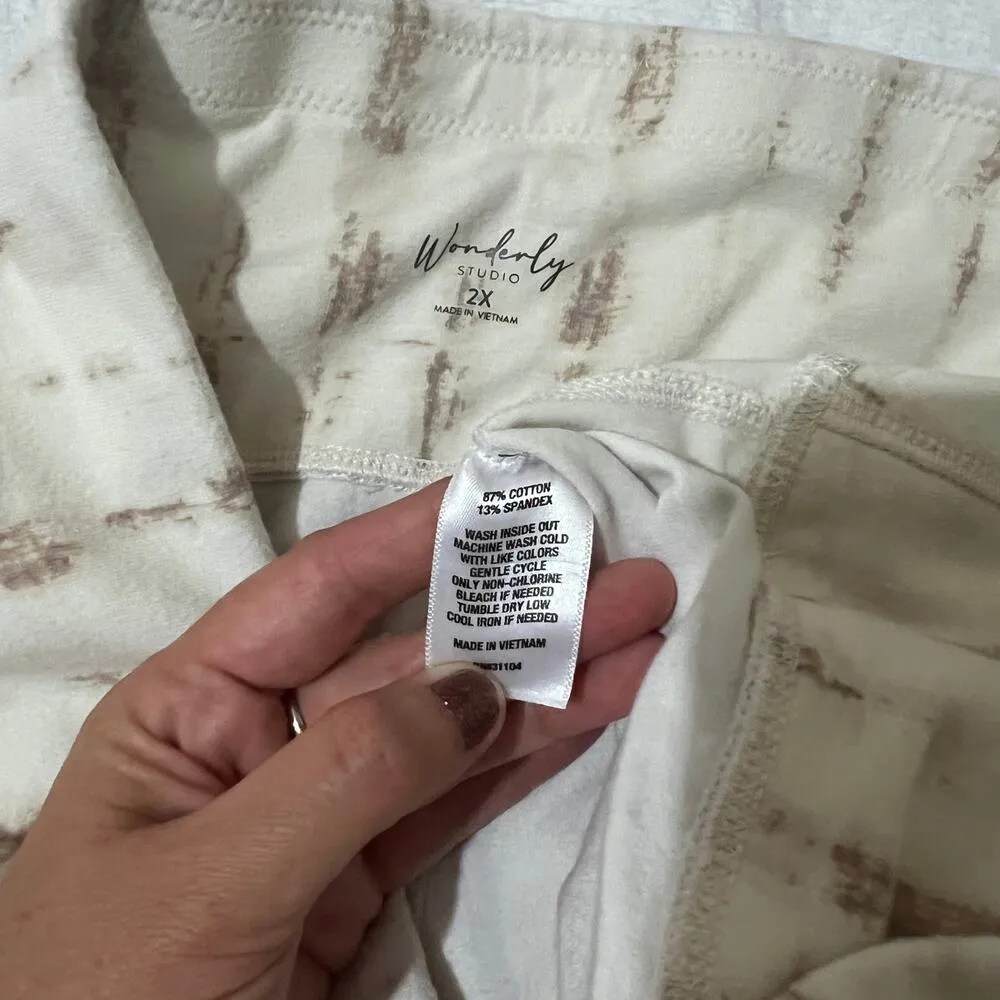 Wonderly
STUDIO
2X
MADE IN VIETNAM
87% COTTON
13% SPANDEX
WASH INSIDE OUT
MACHINE WASH COLD
WITH LIKE COLORS
GENTLE CYCLE
ONLY NON-CHLORINE
BLEACH IF NEEDED
TUMBLE DRY LOW
COOL IRON IF NEEDED
MADE IN VIETNAM